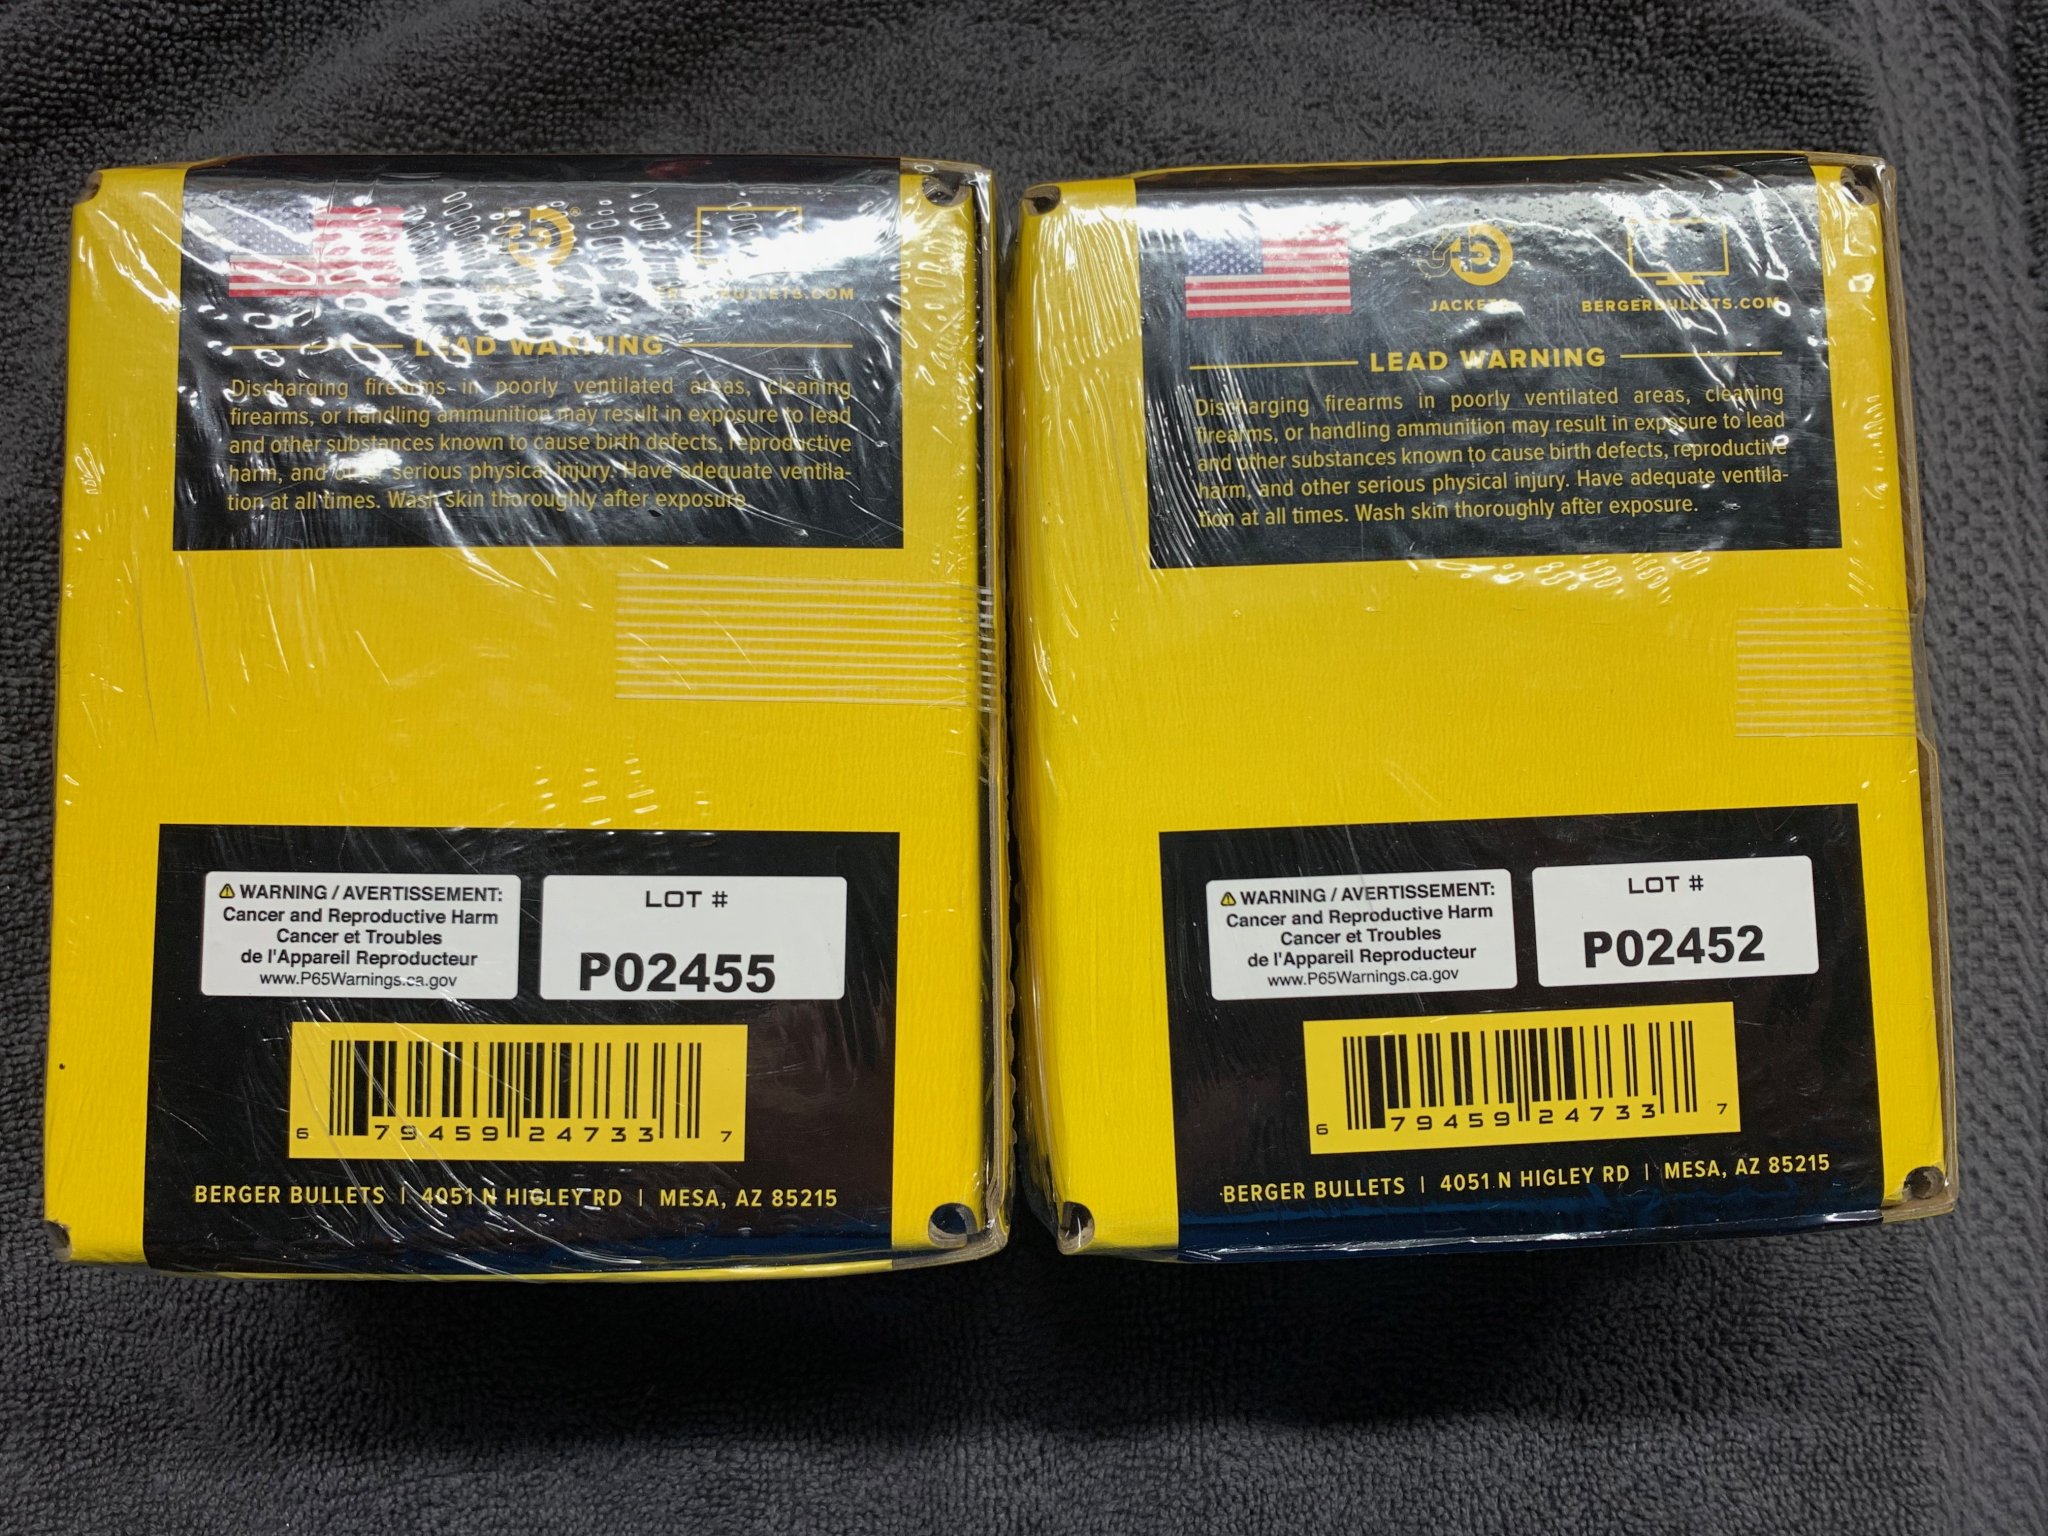 BULLETS.COM
LEAD WARNING
Discharging firearms in poorly ventilated areas, cleaning
firearms, or handling ammunition may result in exposure to lead
and other substances known to cause birth defects, reproductive
harm, and other serious physical injury. Have adequate ventila-
tion at all times. Wash skin thoroughly after exposure
WARNING / AVERTISSEMENT:
Cancer and Reproductive Harm
Cancer et Troubles
de l'Appareil Reproducteur
www.P65Warnings.ca.gov
LOT #
P02455
6 79459 24733 7
BERGER BULLETS | 4051 N HIGLEY RD | MESA, AZ 85215
J4
JACKETS
BERGERBULLETS.COM
LEAD WARNING
Discharging firearms in poorly ventilated areas, cleaning
firearms, or handling ammunition may result in exposure to lead
and other substances known to cause birth defects, reproductive
harm, and other serious physical injury. Have adequate ventila-
tion at all times. Wash skin thoroughly after exposure.
WARNING / AVERTISSEMENT:
Cancer and Reproductive Harm
Cancer et Troubles
de l'Appareil Reproducteur
www.P65Warnings.ca.gov
LOT #
P02452
6 79459 24733 7
BERGER BULLETS | 4051 N HIGLEY RD | MESA, AZ 85215